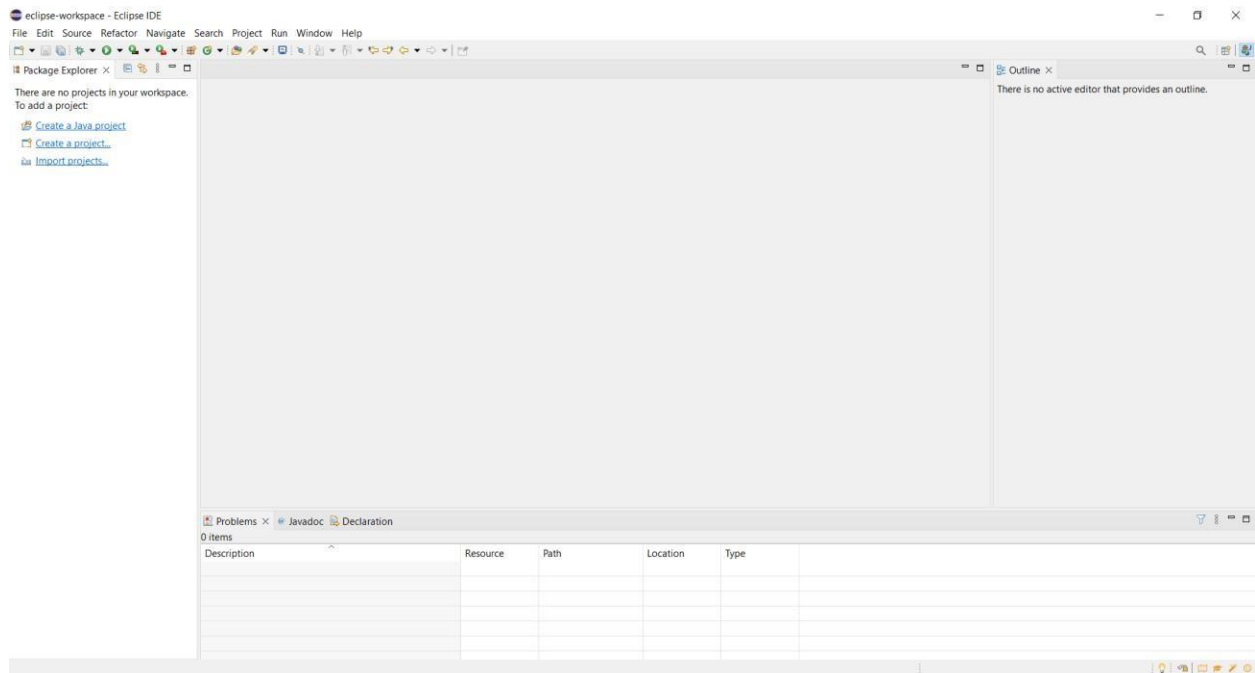 eclipse-workspace - Eclipse IDE
File Edit Source Refactor Navigate Search Project Run Window Help
Package Explorer
There are no projects in your workspace.
To add a project:
Create a Java project
Create a project...
Import projects...
Outline
There is no active editor that provides an outline.
Problems Javadoc Declaration
0 items
Description Resource Path Location Type